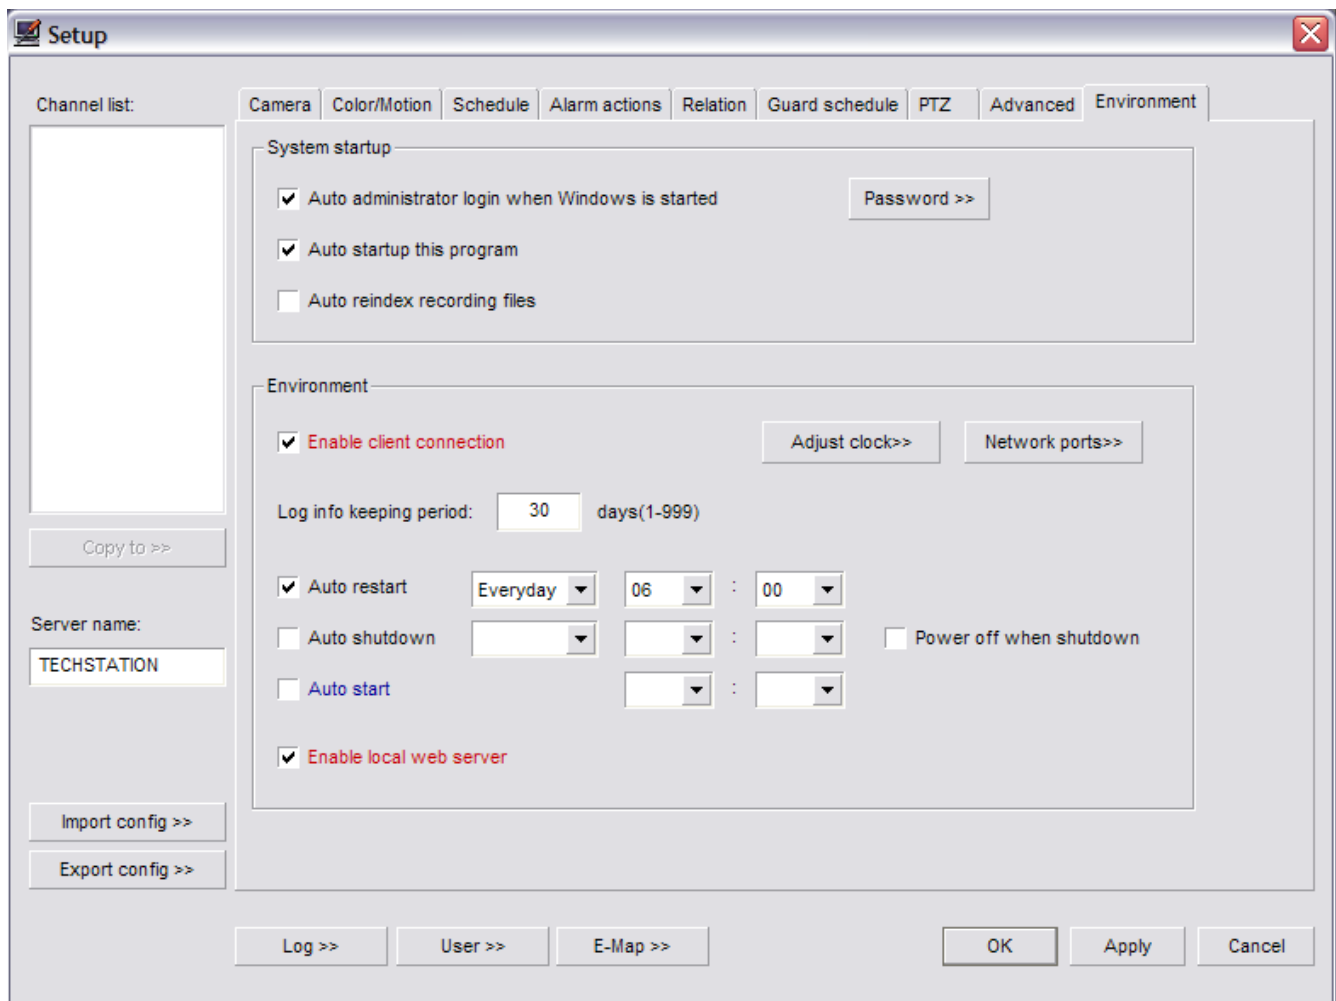 Setup
Channel list:
Camera Color/Motion Schedule Alarm actions Relation Guard schedule PTZ Advanced Environment
System startup
Auto administrator login when Windows is started Password >>
Auto startup this program
Auto reindex recording files
Environment
Enable client connection Adjust clock>> Network ports>>
Log info keeping period: 30 days(1-999)
Copy to >>
Auto restart Everyday 06 : 00
Server name:
Auto shutdown : Power off when shutdown
TECHSTATION
Auto start :
Enable local web server
Import config >>
Export config >>
Log >> User >> E-Map >> OK Apply Cancel